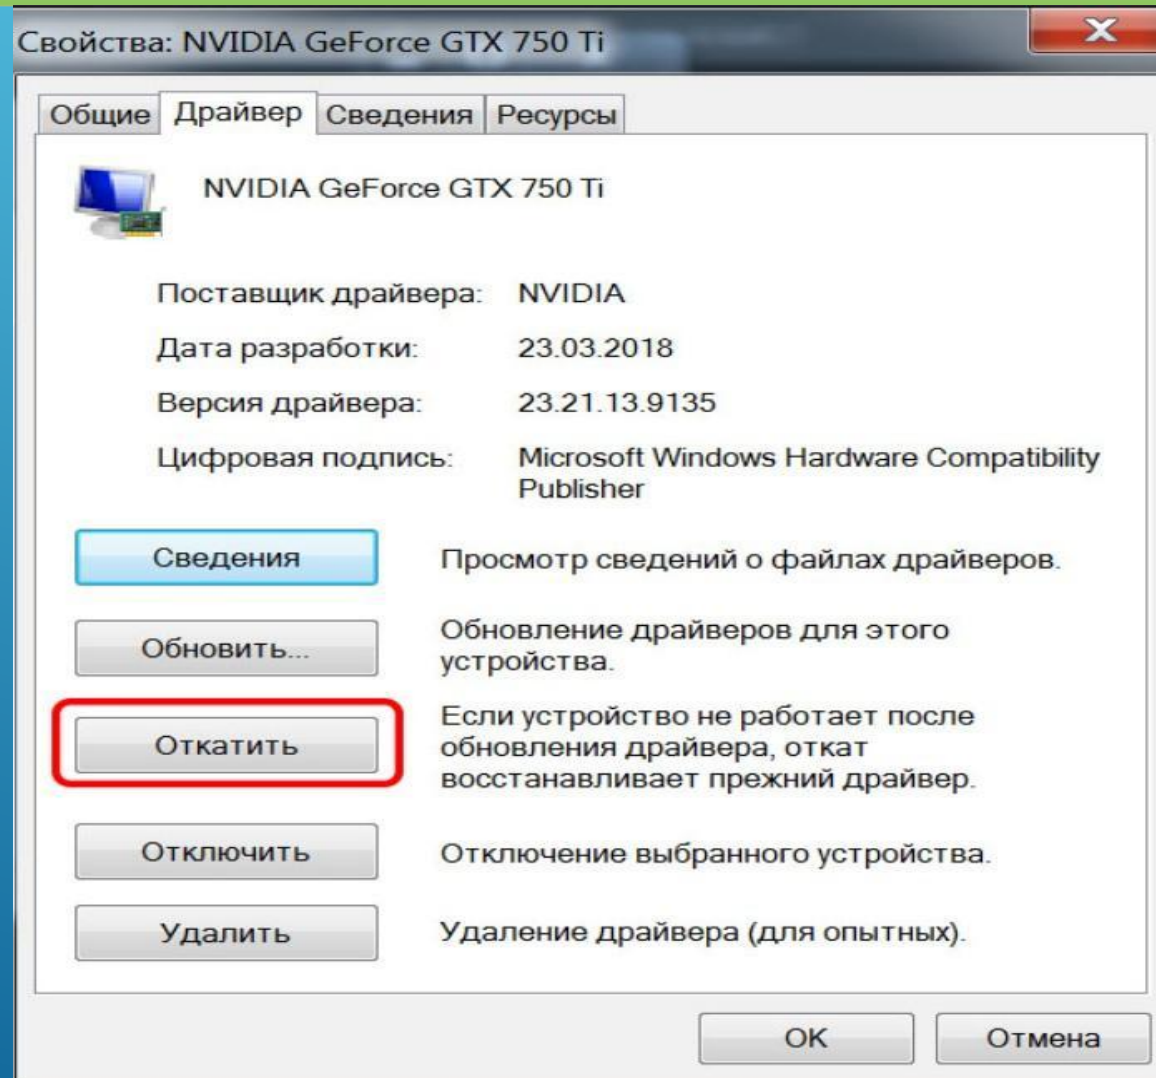 Свойства: NVIDIA GeForce GTX 750 Ti
Общие Драйвер Сведения Ресурсы
NVIDIA GeForce GTX 750 Ti
Поставщик драйвера: NVIDIA
Дата разработки: 23.03.2018
Версия драйвера: 23.21.13.9135
Цифровая подпись: Microsoft Windows Hardware Compatibility
Publisher
Сведения
Просмотр сведений о файлах драйверов.
Обновить...
Обновление драйверов для этого
устройства.
Откатить
Если устройство не работает после
обновления драйвера, откат
восстанавливает прежний драйвер.
Отключить
Отключение выбранного устройства.
Удалить
Удаление драйвера (для опытных).
OK Отмена